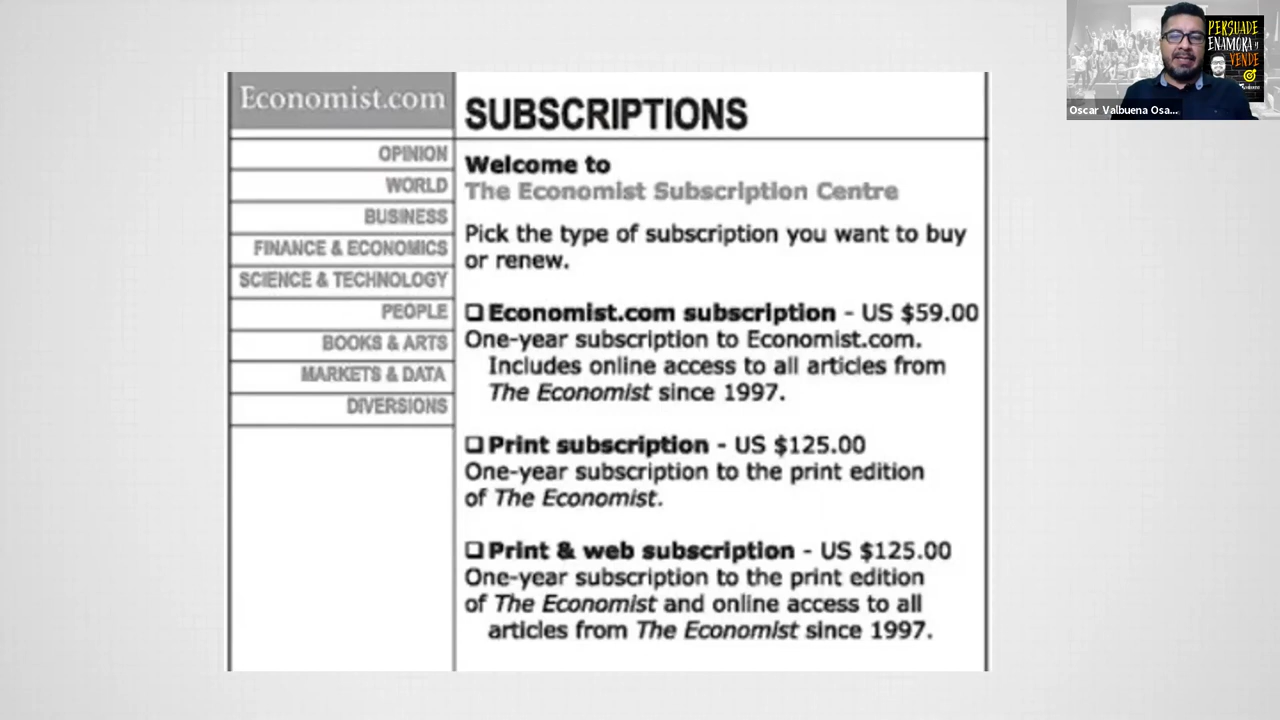 Economist.com
OPINION
WORLD
BUSINESS
FINANCE & ECONOMICS
SCIENCE & TECHNOLOGY
PEOPLE
BOOKS & ARTS
MARKETS & DATA
DIVERSIONS
SUBSCRIPTIONS
Welcome to
The Economist Subscription Centre
Pick the type of subscription you want to buy
or renew.
Economist.com subscription - US $59.00
One-year subscription to Economist.com.
Includes online access to all articles from
The Economist since 1997.
Print subscription - US $125.00
One-year subscription to the print edition
of The Economist.
Print & web subscription - US $125.00
One-year subscription to the print edition
of The Economist and online access to all
articles from The Economist since 1997.
PERSUADE
ENAMORA y
VENDE
Oscar Valbuena Osa...